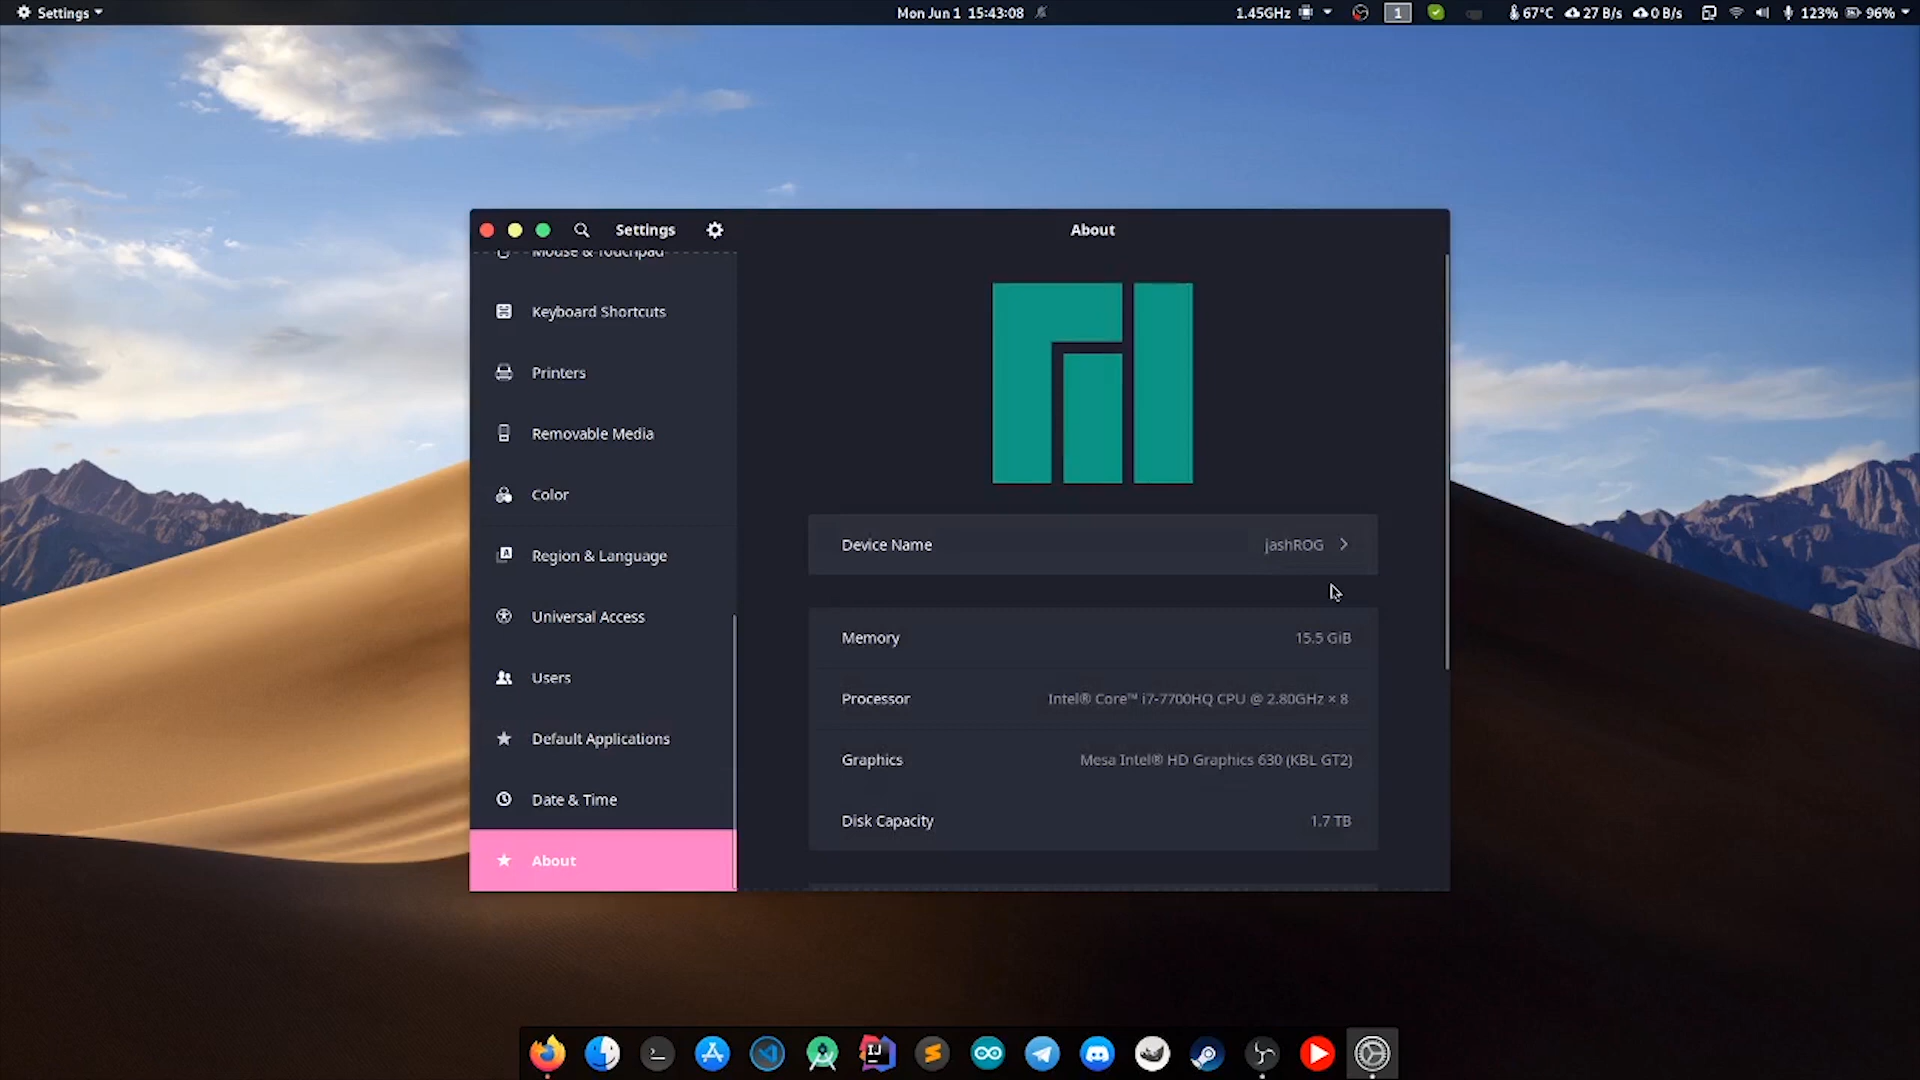 Settings
Mon Jun 1 15:43:08
1.45GHz
1
67°C
27 B/s
0 B/s
123%
96%
Settings
About
Mouse & Touchpad
Keyboard Shortcuts
Printers
Removable Media
Color
Region & Language
Universal Access
Users
Default Applications
Date & Time
About
Device Name
jashROG
Memory
15.5 GiB
Processor
Intel® Core™ i7-7700HQ CPU @ 2.80GHz × 8
Graphics
Mesa Intel® HD Graphics 630 (KBL GT2)
Disk Capacity
1.7 TB
IJ